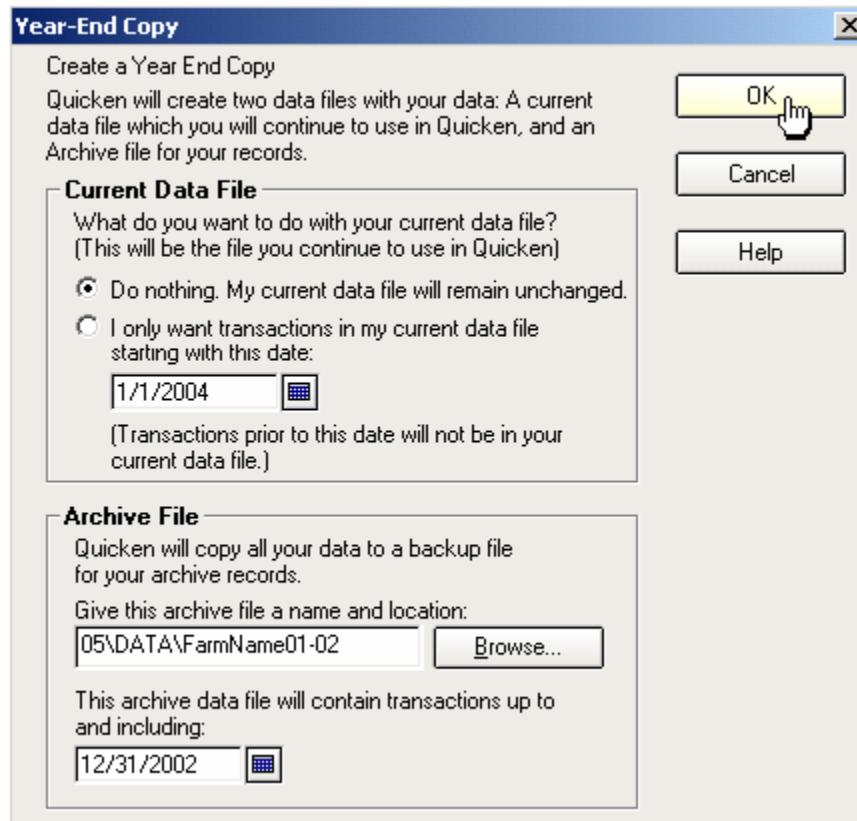 Year-End Copy
Create a Year End Copy
Quicken will create two data files with your data: A current
data file which you will continue to use in Quicken, and an
Archive file for your records.
OK
Cancel
Help
Current Data File
What do you want to do with your current data file?
(This will be the file you continue to use in Quicken)
Do nothing. My current data file will remain unchanged.
I only want transactions in my current data file
starting with this date:
1/1/2004
(Transactions prior to this date will not be in your
current data file.)
Archive File
Quicken will copy all your data to a backup file
for your archive records.
Give this archive file a name and location:
05\DATA\FarmName01-02
Browse...
This archive data file will contain transactions up to
and including:
12/31/2002